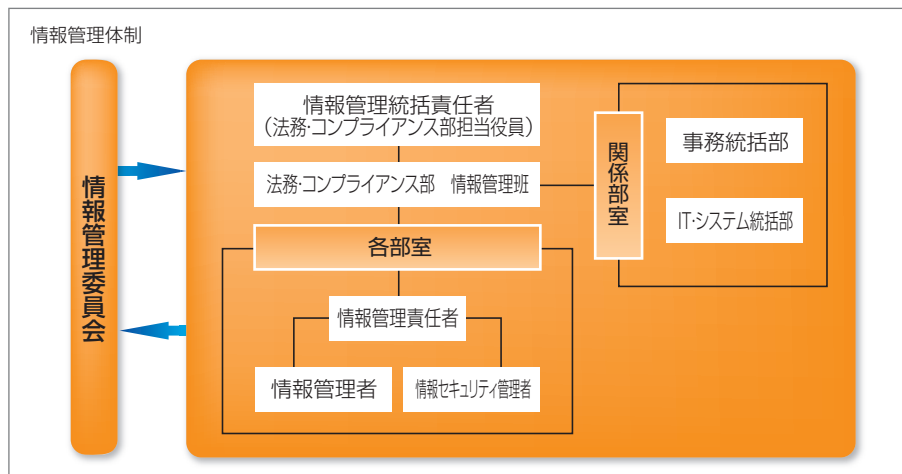 情報管理体制
情報管理委員会
情報管理統括責任者
（法務・コンプライアンス部担当役員）
法務・コンプライアンス部　情報管理班
関係部室
事務統括部
IT・システム統括部
各部室
情報管理責任者
情報管理者
情報セキュリティ管理者